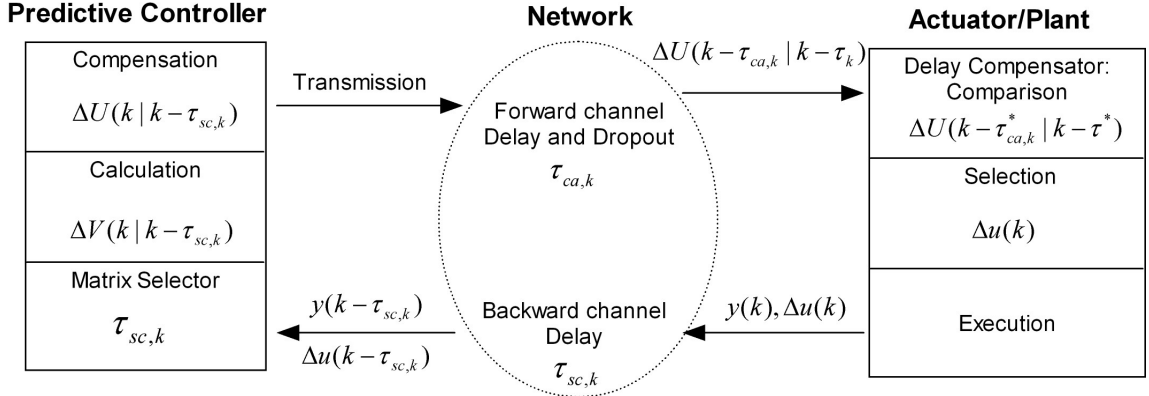 Predictive Controller
Compensation
ΔU(k | k − τ_{sc,k})
Calculation
ΔV(k | k − τ_{sc,k})
Matrix Selector
τ_{sc,k}
Transmission
y(k − τ_{sc,k})
Δu(k − τ_{sc,k})
Network
Forward channel
Delay and Dropout
τ_{ca,k}
Backward channel
Delay
τ_{sc,k}
ΔU(k − τ_{ca,k} | k − τ_k)
y(k), Δu(k)
Actuator/Plant
Delay Compensator:
Comparison
ΔU(k − τ^*_{ca,k} | k − τ^*)
Selection
Δu(k)
Execution